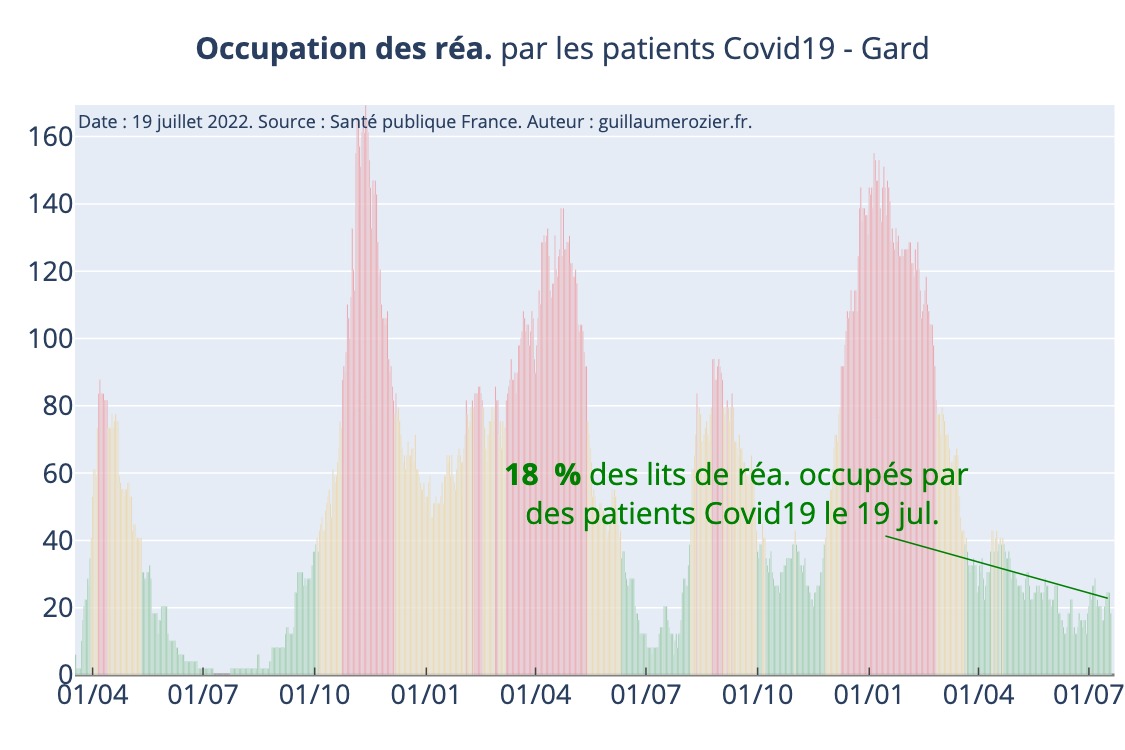 Occupation des réa. par les patients Covid19 - Gard
Date : 19 juillet 2022. Source : Santé publique France. Auteur : guillaumerozier.fr.
160
140
120
100
80
60
40
20
0
18 % des lits de réa. occupés par
des patients Covid19 le 19 jul.
01/04 01/07 01/10 01/01 01/04 01/07 01/10 01/01 01/04 01/07